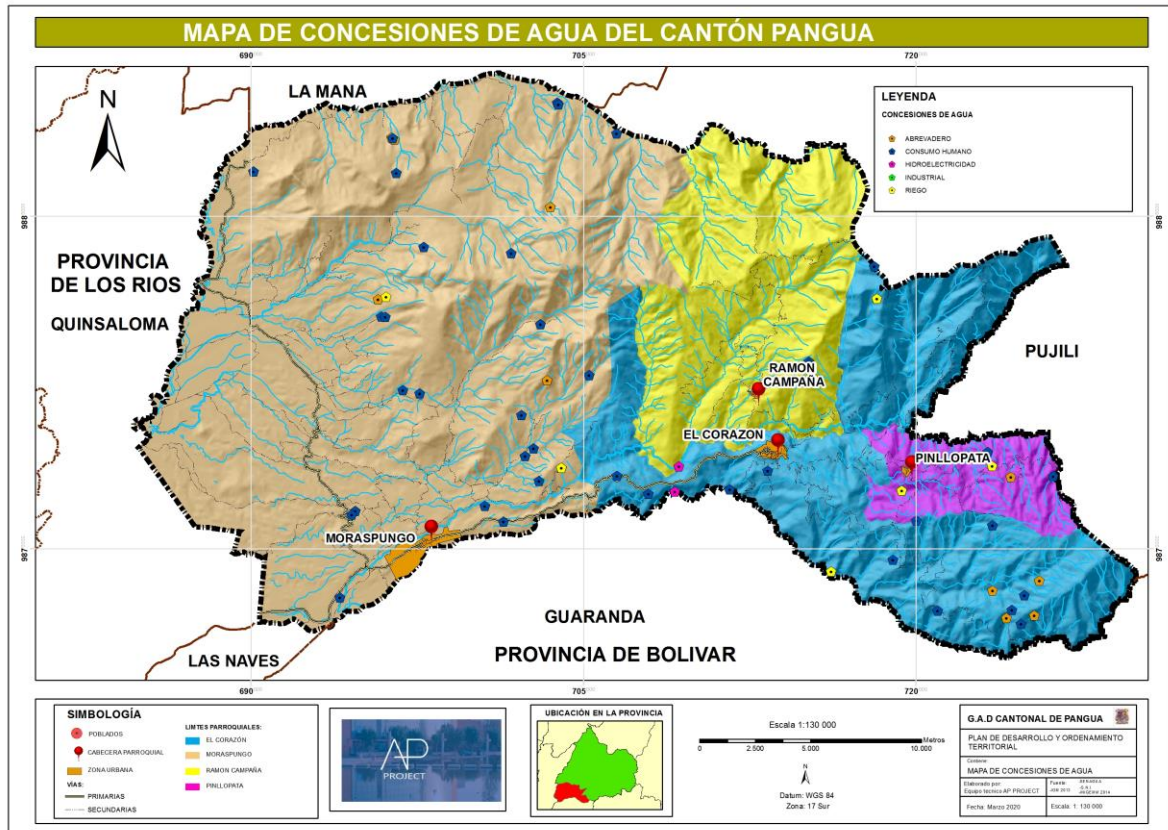 MAPA DE CONCESIONES DE AGUA DEL CANTÓN PANGUA
690
705
720
N
LA MANA
LEYENDA
CONCESIONES DE AGUA
ABREVADERO
CONSUMO HUMANO
HIDROELECTRICIDAD
INDUSTRIAL
RIEGO
988
988
PROVINCIA
DE LOS RIOS
QUINSALOMA
PUJILI
RAMON
CAMPAÑA
EL CORAZON
PINLLOPATA
MORASPUNGO
987
987
GUARANDA
PROVINCIA DE BOLIVAR
LAS NAVES
690
705
720
SIMBOLOGÍA
POBLADOS
CABECERA PARROQUIAL
ZONA URBANA
VÍAS:
PRIMARIAS
SECUNDARIAS
LIMTES PARROQUIALES:
EL CORAZÓN
MORASPUNGO
RAMON CAMPAÑA
PINLLOPATA
AP
PROJECT
UBICACIÓN EN LA PROVINCIA
Escala 1:130 000
Metros
0 2.500 5.000 10.000
N
Datum: WGS 84
Zona: 17 Sur
G.A.D CANTONAL DE PANGUA
PLAN DE DESARROLLO Y ORDENAMIENTO
TERRITORIAL
Contiene:
MAPA DE CONCESIONES DE AGUA
Elaborado por:
Equipo técnico AP PROJECT
Fuente:
Fecha: Marzo 2020
Escala: 1: 130 000